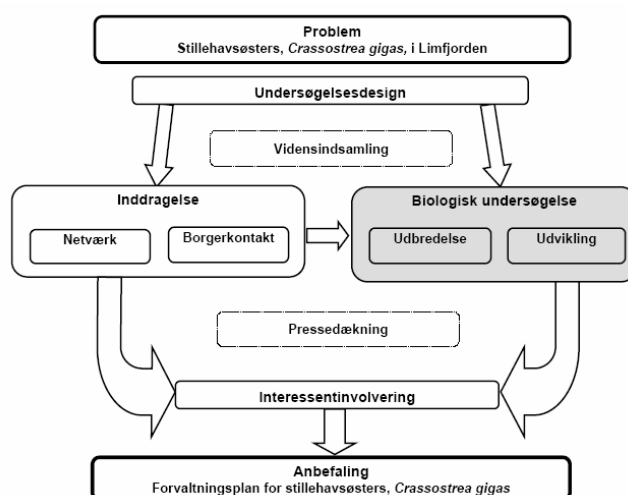 Problem
Stillehavsøsters, Crassostrea gigas, i Limfjorden
Undersøgelsesdesign
Vidensindsamling
Inddragelse
Netværk
Borgerkontakt
Biologisk undersøgelse
Udbredelse
Udvikling
Pressedækning
Interessentinvolvering
Anbefaling
Forvaltningsplan for stillehavsøsters, Crassostrea gigas